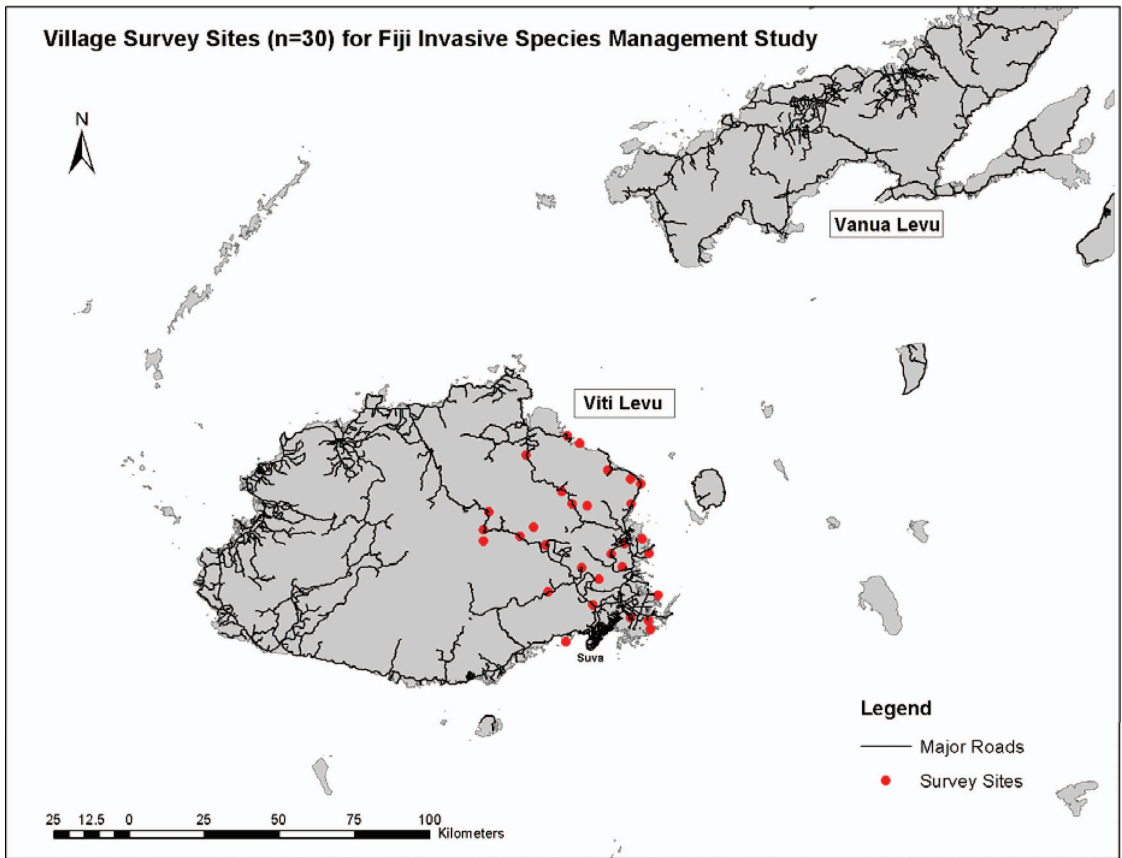 Village Survey Sites (n=30) for Fiji Invasive Species Management Study
N
Vanua Levu
Viti Levu
Suva
Legend
Major Roads
Survey Sites
25 12.5 0 25 50 75 100
Kilometers